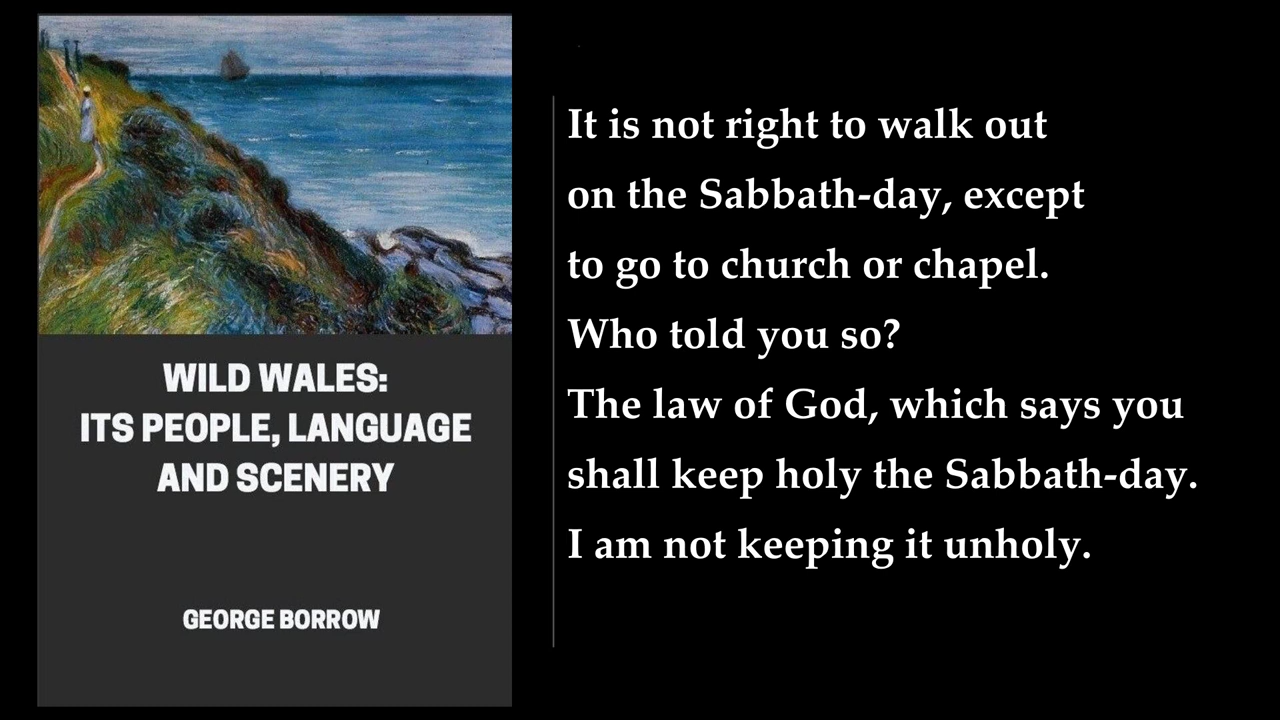 WILD WALES:
ITS PEOPLE, LANGUAGE
AND SCENERY
GEORGE BORROW
It is not right to walk out
on the Sabbath-day, except
to go to church or chapel.
Who told you so?
The law of God, which says you
shall keep holy the Sabbath-day.
I am not keeping it unholy.